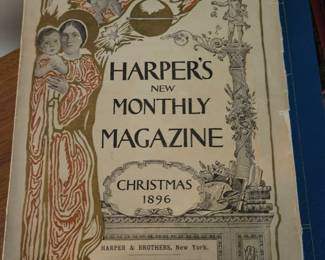 HARPER'S
NEW
MONTHLY
MAGAZINE
CHRISTMAS
1896
HARPER & BROTHERS, New York.